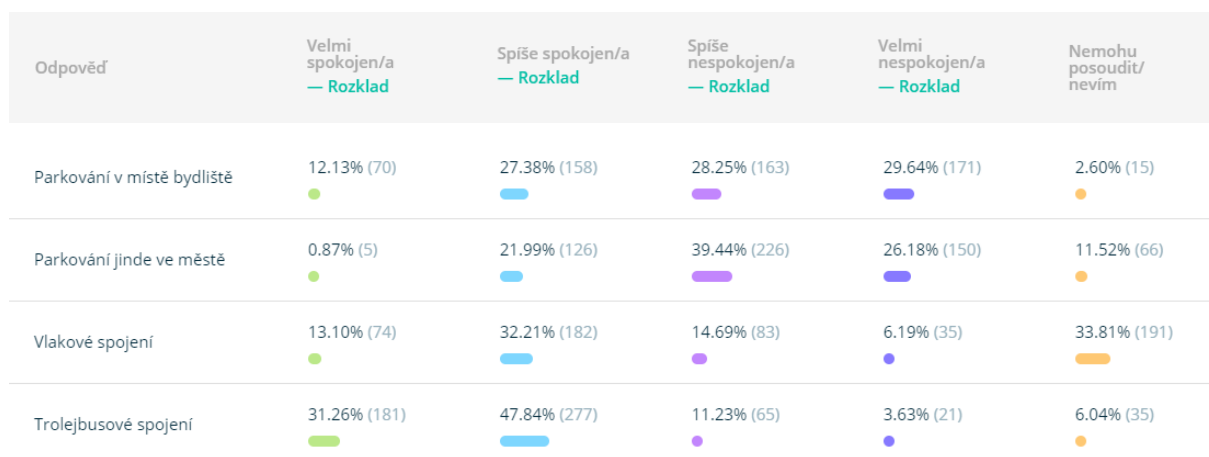 Odpověď
Velmi
spokojen/a
— Rozklad
Spíše spokojen/a
— Rozklad
Spíše
nespokojen/a
— Rozklad
Velmi
nespokojen/a
— Rozklad
Nemohu
posoudit/
nevím
Parkování v místě bydliště 12.13% (70) 27.38% (158) 28.25% (163) 29.64% (171) 2.60% (15)
Parkování jinde ve městě 0.87% (5) 21.99% (126) 39.44% (226) 26.18% (150) 11.52% (66)
Vlakové spojení 13.10% (74) 32.21% (182) 14.69% (83) 6.19% (35) 33.81% (191)
Trolejbusové spojení 31.26% (181) 47.84% (277) 11.23% (65) 3.63% (21) 6.04% (35)